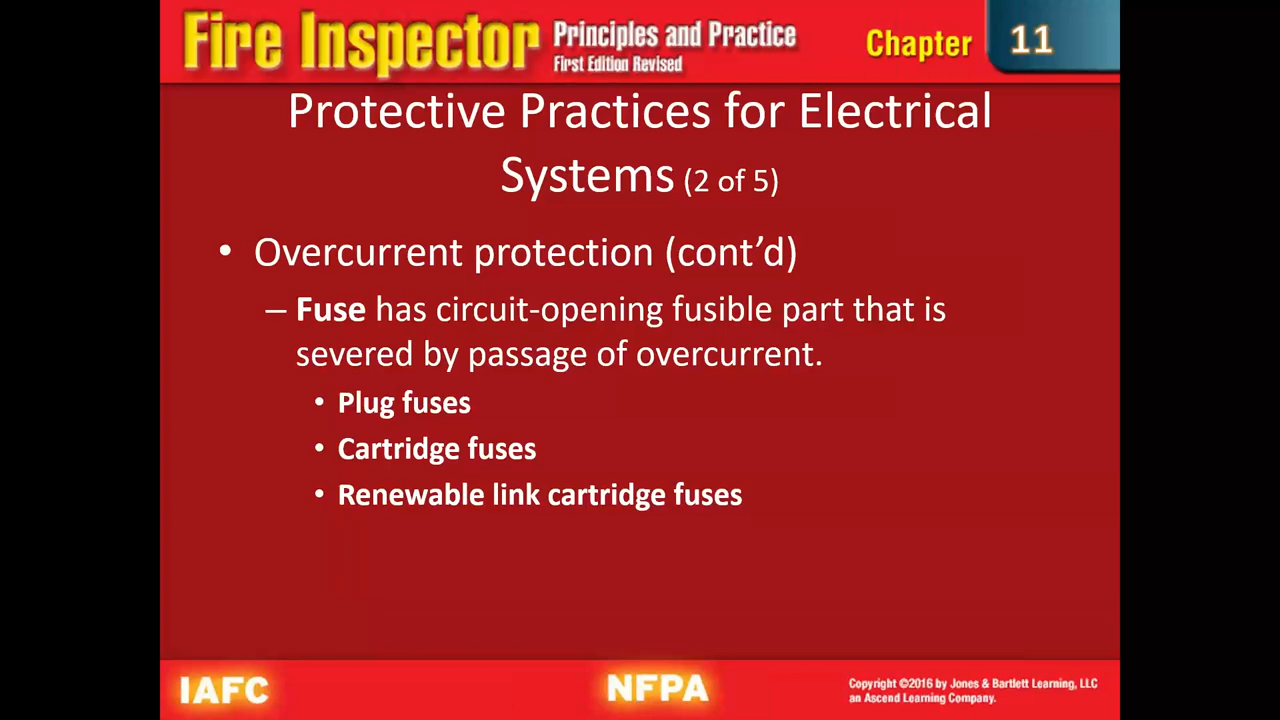 Fire Inspector Principles and Practice
First Edition Revised
Chapter 11
Protective Practices for Electrical
Systems (2 of 5)
• Overcurrent protection (cont’d)
– Fuse has circuit-opening fusible part that is
severed by passage of overcurrent.
• Plug fuses
• Cartridge fuses
• Renewable link cartridge fuses
IAFC
NFPA
Copyright ©2016 by Jones & Bartlett Learning, LLC
an Ascend Learning Company.